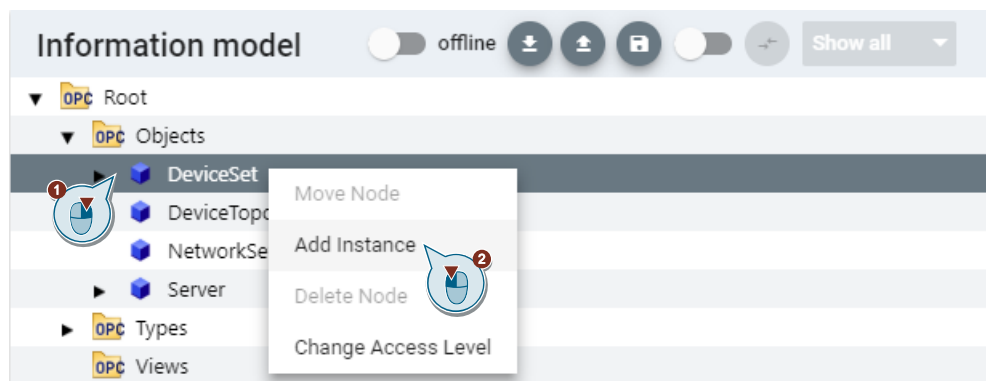 Information model
offline
Show all
OPC Root
OPC Objects
DeviceSet
1
Move Node
DeviceTopo
Add Instance
2
NetworkSe
Delete Node
Server
OPC Types
Change Access Level
OPC Views